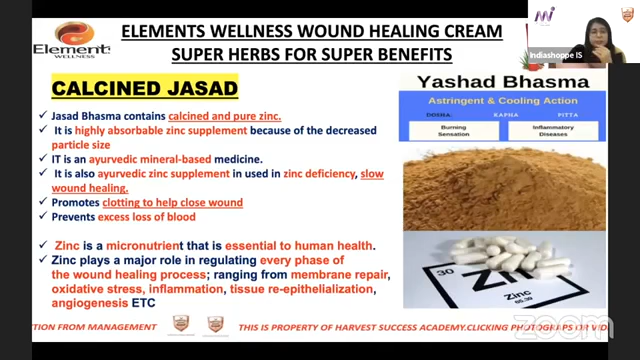 ELEMENTS WELLNESS WOUND HEALING CREAM
SUPER HERBS FOR SUPER BENEFITS
Elements
WELLNESS
Indiashoppe IS
CALCINED JASAD
✓ Jasad Bhasma contains calcined and pure zinc.
✓ It is highly absorbable zinc supplement because of the decreased
particle size
✓ IT is an ayurvedic mineral-based medicine.
✓ It is also ayurvedic zinc supplement in used in zinc deficiency, slow
wound healing.
✓ Promotes clotting to help close wound
✓ Prevents excess loss of blood
✓ Zinc is a micronutrient that is essential to human health.
✓ Zinc plays a major role in regulating every phase of
the wound healing process; ranging from membrane repair,
oxidative stress, inflammation, tissue re-epithelialization,
angiogenesis ETC
Yashad Bhasma
Astringent & Cooling Action
DOSHA: KAPHA PITTA
Burning
Sensation
Inflammatory
Diseases
30
Zn
Zinc
65.39
CTION FROM MANAGEMENT
THIS IS PROPERTY OF HARVEST SUCCESS ACADEMY.CLICKING PHOTOGRAPS OR VID
zoom